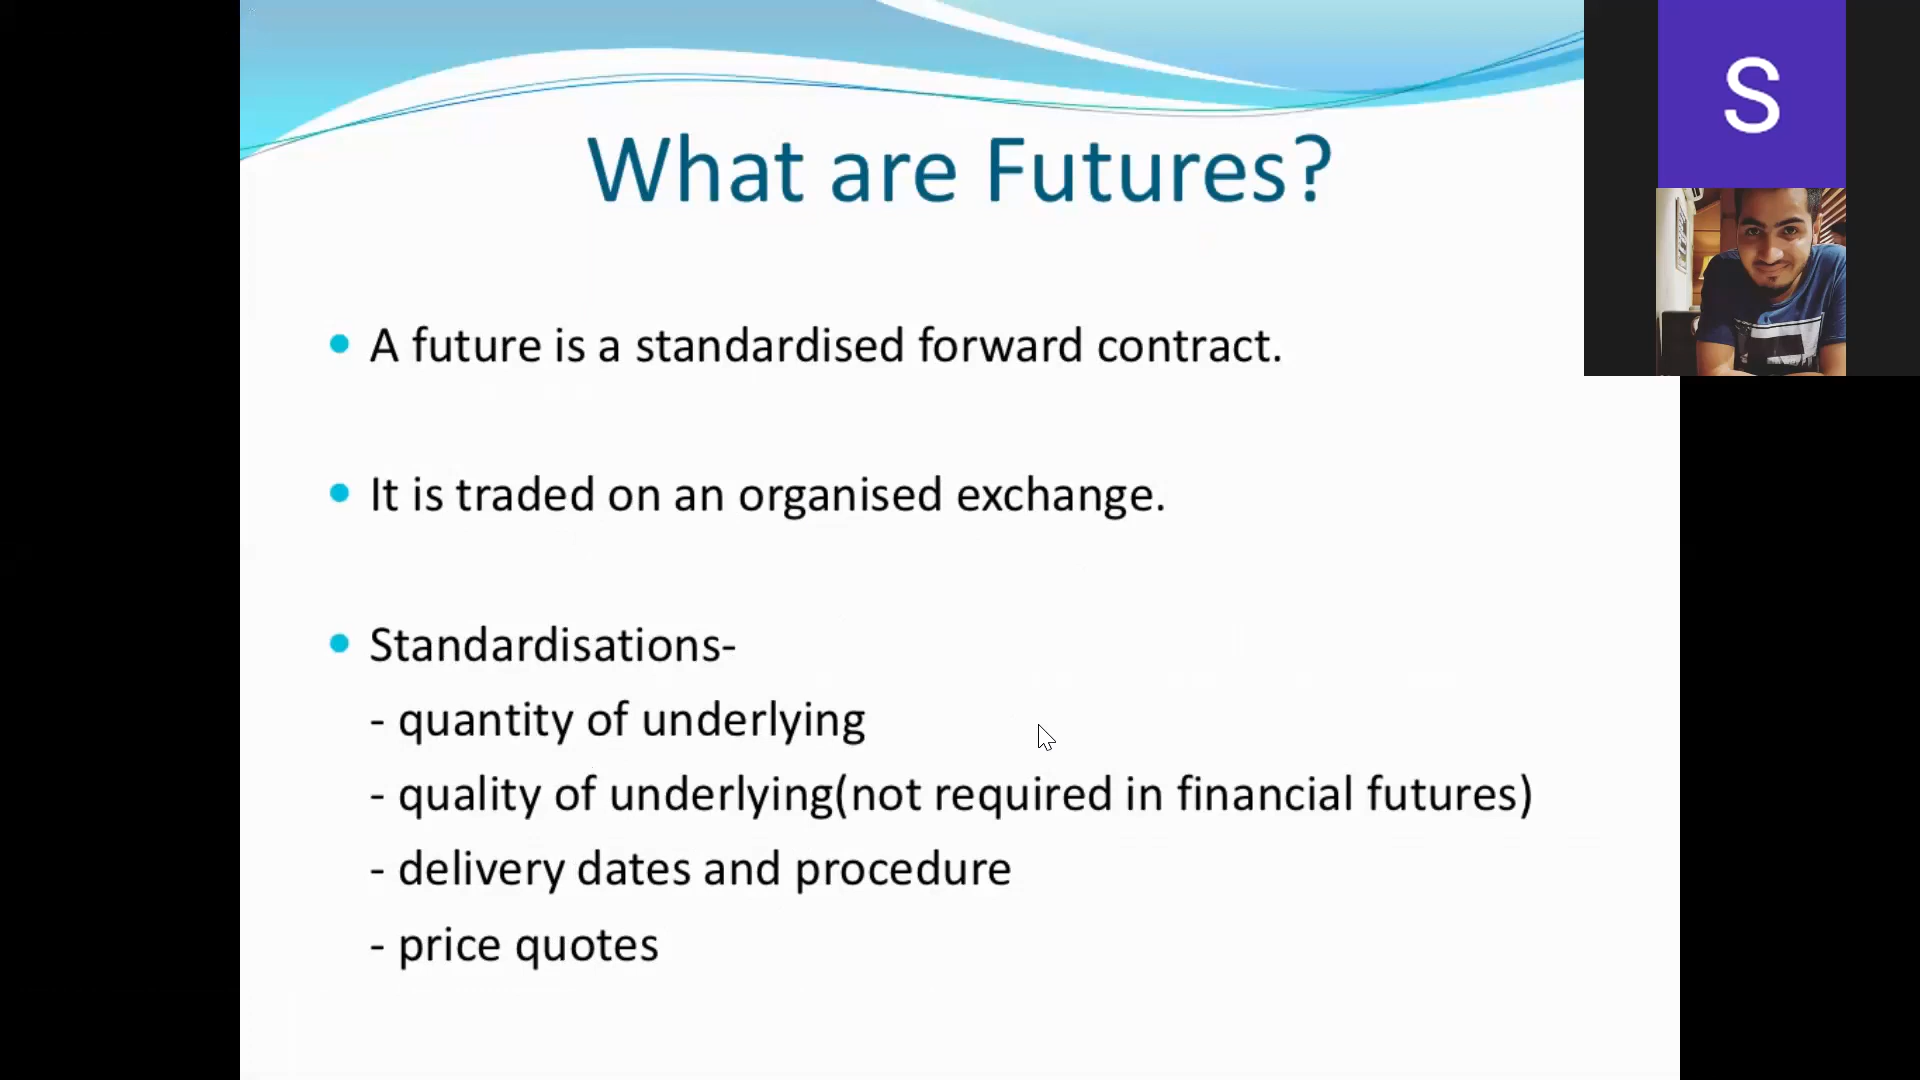 What are Futures?
S
• A future is a standardised forward contract.
• It is traded on an organised exchange.
• Standardisations-
- quantity of underlying
- quality of underlying(not required in financial futures)
- delivery dates and procedure
- price quotes